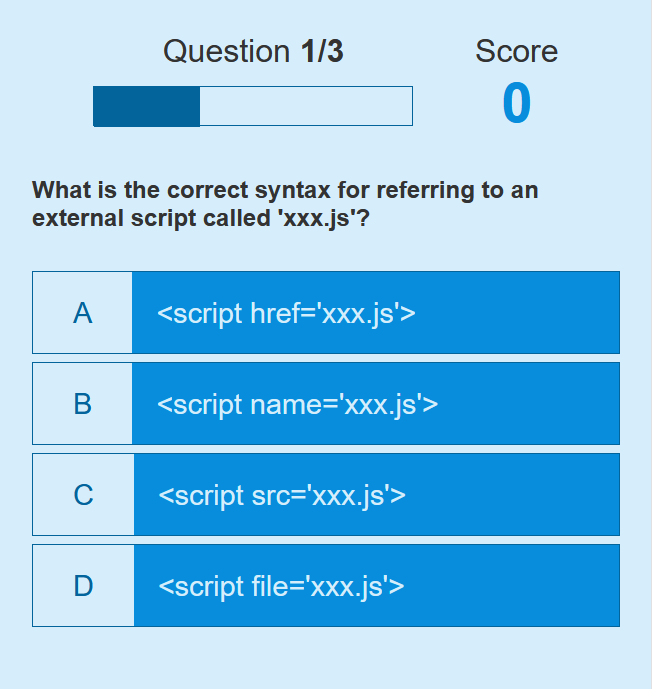 Question 1/3
Score
0
What is the correct syntax for referring to an
external script called 'xxx.js'?
A <script href='xxx.js'>
B <script name='xxx.js'>
C <script src='xxx.js'>
D <script file='xxx.js'>